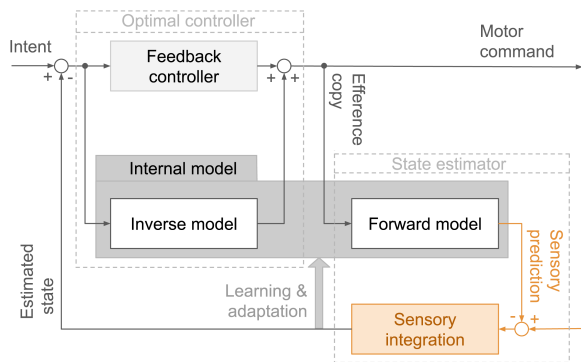 Optimal controller
Intent
Feedback
controller
Motor
command
+
-
+
+
Efference
copy
Internal model
State estimator
Inverse model
Forward model
Estimated
state
Learning &
adaptation
Sensory
prediction
Sensory
integration
-
+